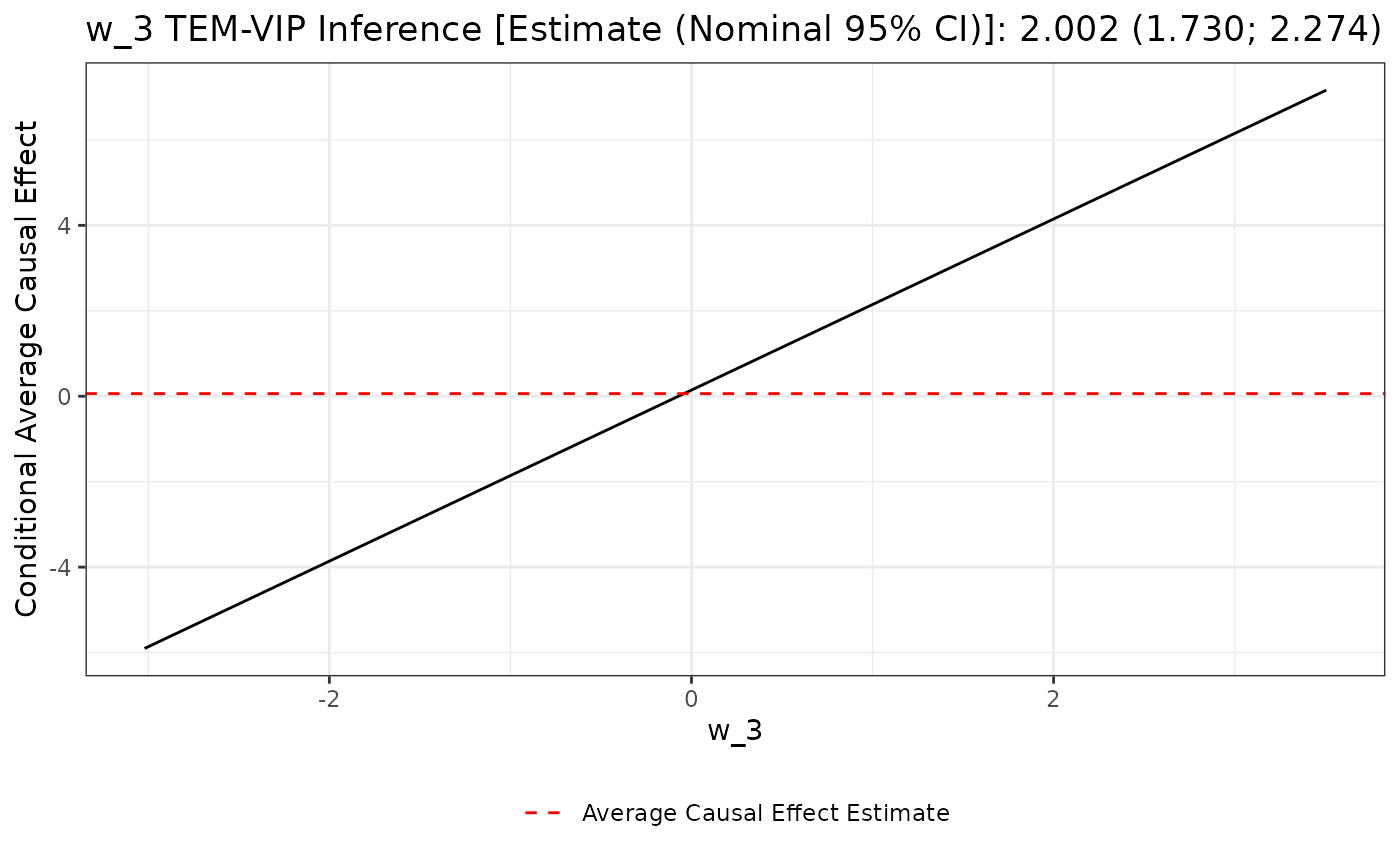 w_3 TEM-VIP Inference [Estimate (Nominal 95% CI)]: 2.002 (1.730; 2.274)
Conditional Average Causal Effect
4
0
-4
-2
0
2
w_3
Average Causal Effect Estimate